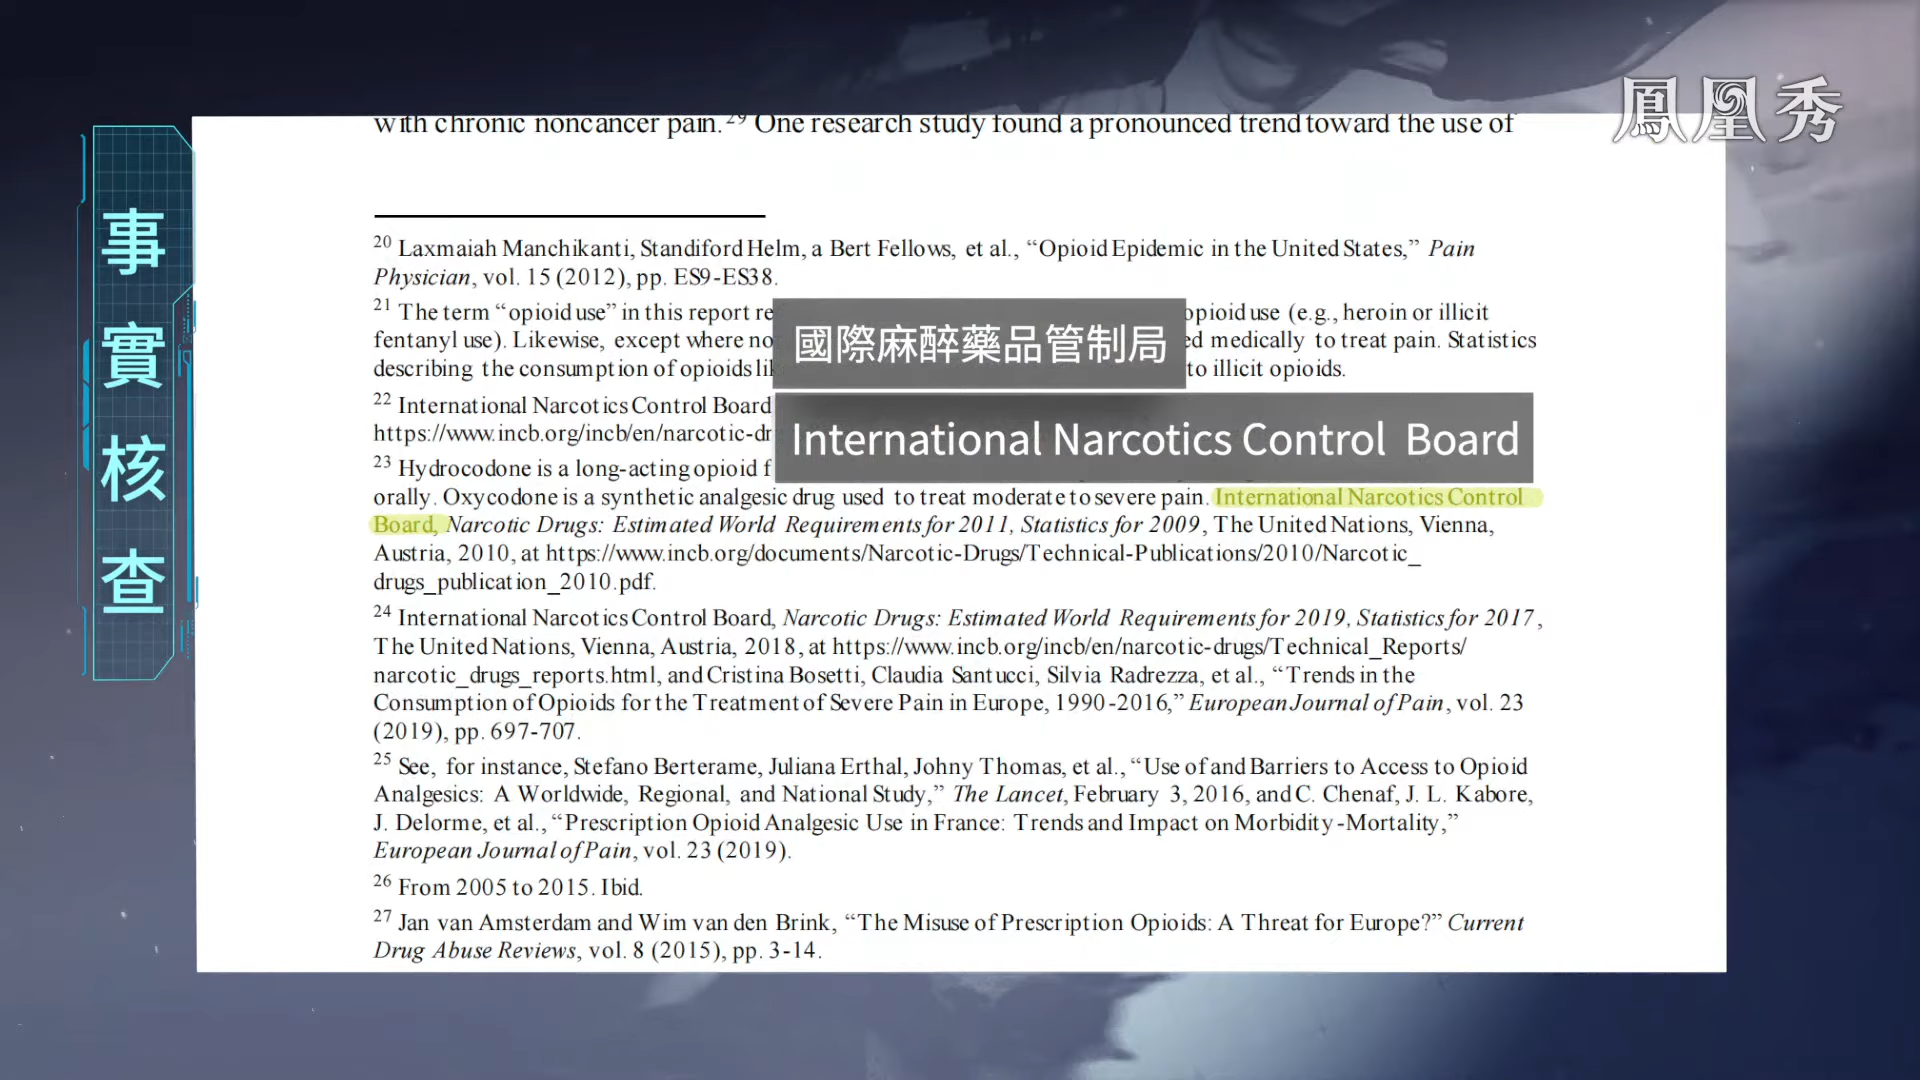 鳳凰秀
事實核查
with chronic noncancer pain.²⁹ One research study found a pronounced trend toward the use of
²⁰ Laxmaiah Manchikanti, Standiford Helm, a Bert Fellows, et al., “Opioid Epidemic in the United States,” Pain
Physician, vol. 15 (2012), pp. ES9-ES38.
²¹ The term “opioid use” in this report re opioid use (e.g., heroin or illicit
fentanyl use). Likewise, except where no ed medically to treat pain. Statistics
describing the consumption of opioids li to illicit opioids.
國際麻醉藥品管制局
²² International Narcotics Control Board
https://www.incb.org/incb/en/narcotic-dr
International Narcotics Control Board
²³ Hydrocodone is a long-acting opioid f
orally. Oxycodone is a synthetic analgesic drug used to treat moderate to severe pain. International Narcotics Control
Board, Narcotic Drugs: Estimated World Requirements for 2011, Statistics for 2009, The United Nations, Vienna,
Austria, 2010, at https://www.incb.org/documents/Narcotic-Drugs/Technical-Publications/2010/Narcotic_
drugs_publication_2010.pdf.
²⁴ International Narcotics Control Board, Narcotic Drugs: Estimated World Requirements for 2019, Statistics for 2017,
The United Nations, Vienna, Austria, 2018, at https://www.incb.org/incb/en/narcotic-drugs/Technical_Reports/
narcotic_drugs_reports.html, and Cristina Bosetti, Claudia Santucci, Silvia Radrezza, et al., “Trends in the
Consumption of Opioids for the Treatment of Severe Pain in Europe, 1990-2016,” European Journal of Pain, vol. 23
(2019), pp. 697-707.
²⁵ See, for instance, Stefano Berterame, Juliana Erthal, Johny Thomas, et al., “Use of and Barriers to Access to Opioid
Analgesics: A Worldwide, Regional, and National Study,” The Lancet, February 3, 2016, and C. Chenaf, J. L. Kabore,
J. Delorme, et al., “Prescription Opioid Analgesic Use in France: Trends and Impact on Morbidity-Mortality,”
European Journal of Pain, vol. 23 (2019).
²⁶ From 2005 to 2015. Ibid.
²⁷ Jan van Amsterdam and Wim van den Brink, “The Misuse of Prescription Opioids: A Threat for Europe?” Current
Drug Abuse Reviews, vol. 8 (2015), pp. 3-14.